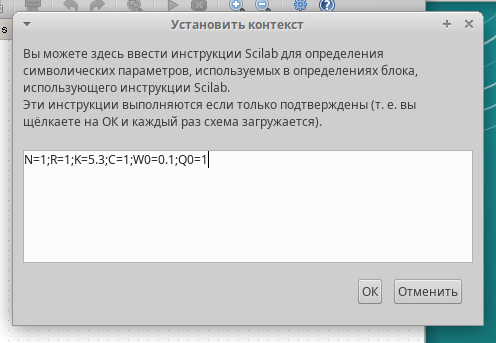 Установить контекст
s
Вы можете здесь ввести инструкции Scilab для определения
символических параметров, используемых в определениях блока,
использующего инструкции Scilab.
Эти инструкции выполняются если только подтверждены (т. е. вы
щёлкаете на ОК и каждый раз схема загружается).
N=1;R=1;K=5.3;C=1;W0=0.1;Q0=1
ОК
Отменить